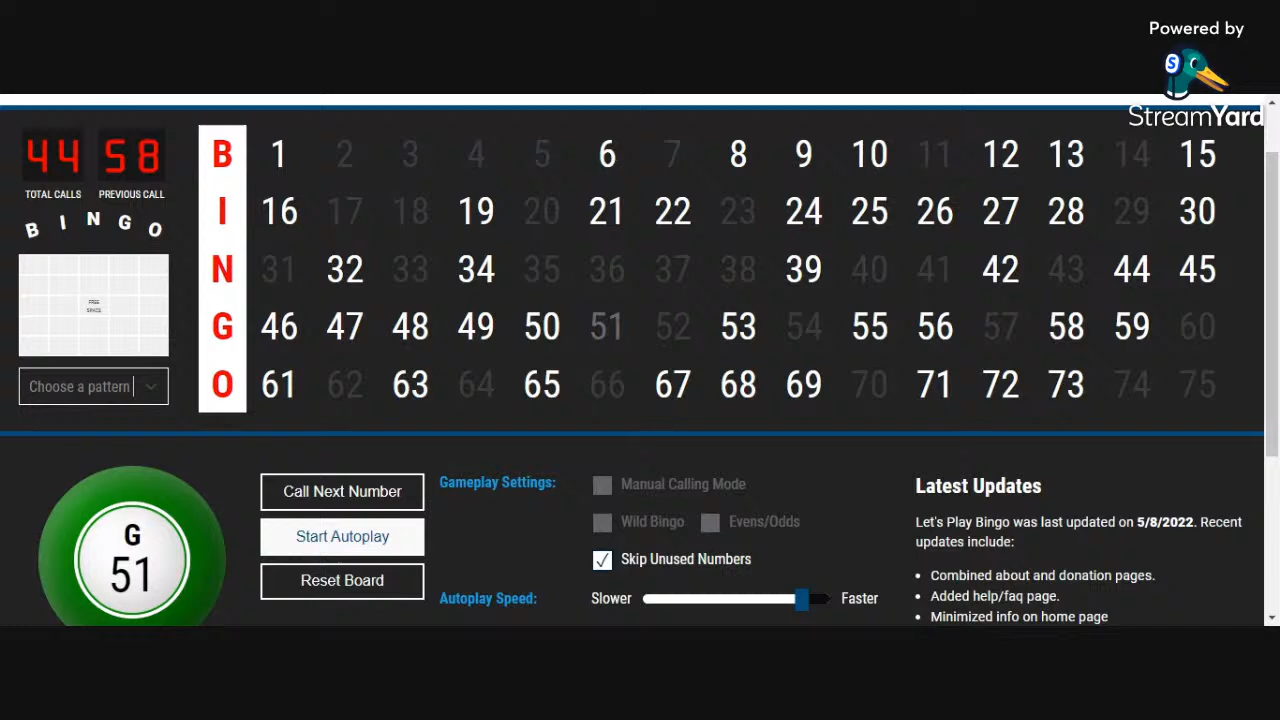 Powered by
S
StreamYard
44 58
TOTAL CALLS PREVIOUS CALL
B I N G O
FREE
SPACE
Choose a pattern
B 1 2 3 4 5 6 7 8 9 10 11 12 13 14 15
I 16 17 18 19 20 21 22 23 24 25 26 27 28 29 30
N 31 32 33 34 35 36 37 38 39 40 41 42 43 44 45
G 46 47 48 49 50 51 52 53 54 55 56 57 58 59 60
O 61 62 63 64 65 66 67 68 69 70 71 72 73 74 75
G
51
Call Next Number
Start Autoplay
Reset Board
Gameplay Settings:
Manual Calling Mode
Wild Bingo Evens/Odds
Skip Unused Numbers
Autoplay Speed: Slower Faster
Latest Updates
Let's Play Bingo was last updated on 5/8/2022. Recent
updates include:
• Combined about and donation pages.
• Added help/faq page.
• Minimized info on home page